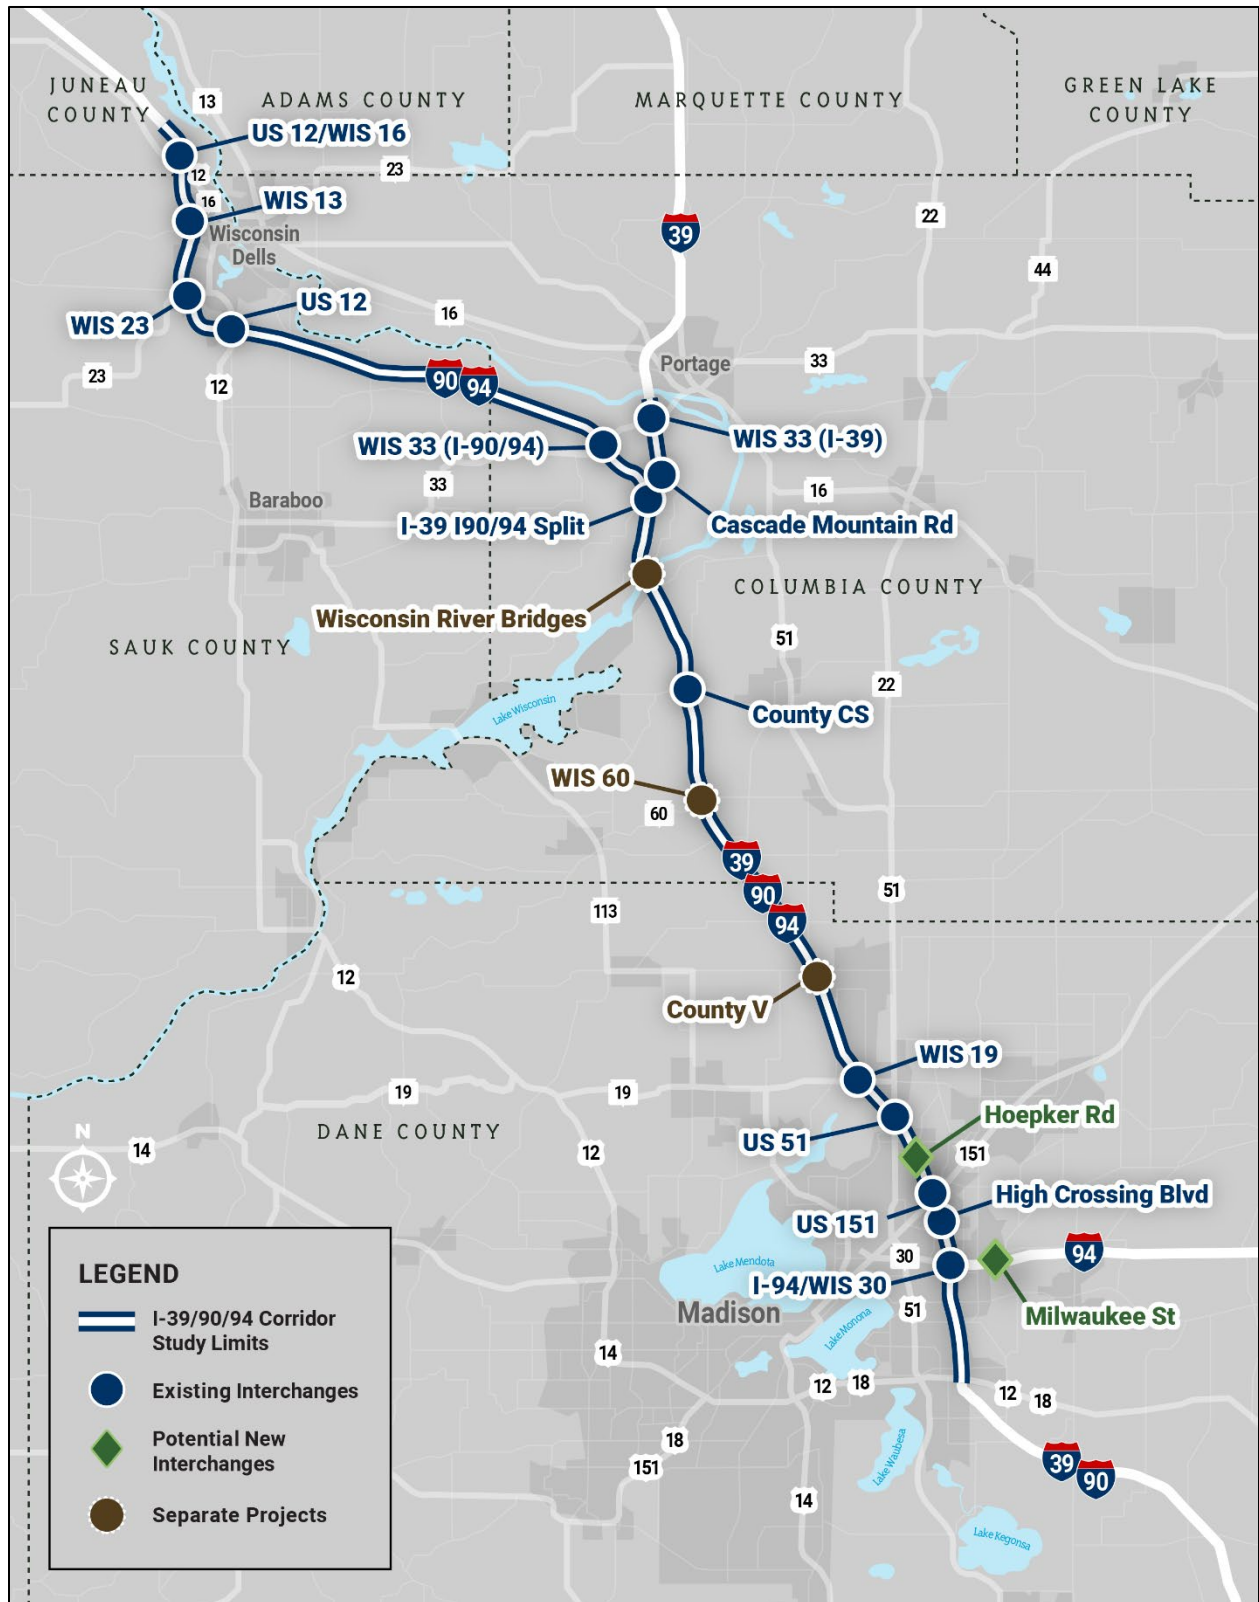 JUNEAU
COUNTY
ADAMS COUNTY
MARQUETTE COUNTY
GREEN LAKE
COUNTY
13
US 12/WIS 16
12
23
16
WIS 13
Wisconsin
Dells
39
22
44
WIS 23
US 12
16
23
12
90
94
Portage
33
WIS 33 (I-90/94)
WIS 33 (I-39)
33
16
Baraboo
I-39 I90/94 Split
Cascade Mountain Rd
Wisconsin River Bridges
COLUMBIA COUNTY
SAUK COUNTY
51
22
Lake Wisconsin
County CS
WIS 60
60
39
90
94
51
113
12
County V
WIS 19
19
19
Hoepker Rd
DANE COUNTY
US 51
N
14
12
151
High Crossing Blvd
US 151
Lake Mendota
30
94
I-94/WIS 30
Madison
51
Milwaukee St
Lake Monona
14
12
18
12
18
18
151
Lake Waubesa
39
90
14
Lake Kegonsa
LEGEND
I-39/90/94 Corridor
Study Limits
Existing Interchanges
Potential New
Interchanges
Separate Projects